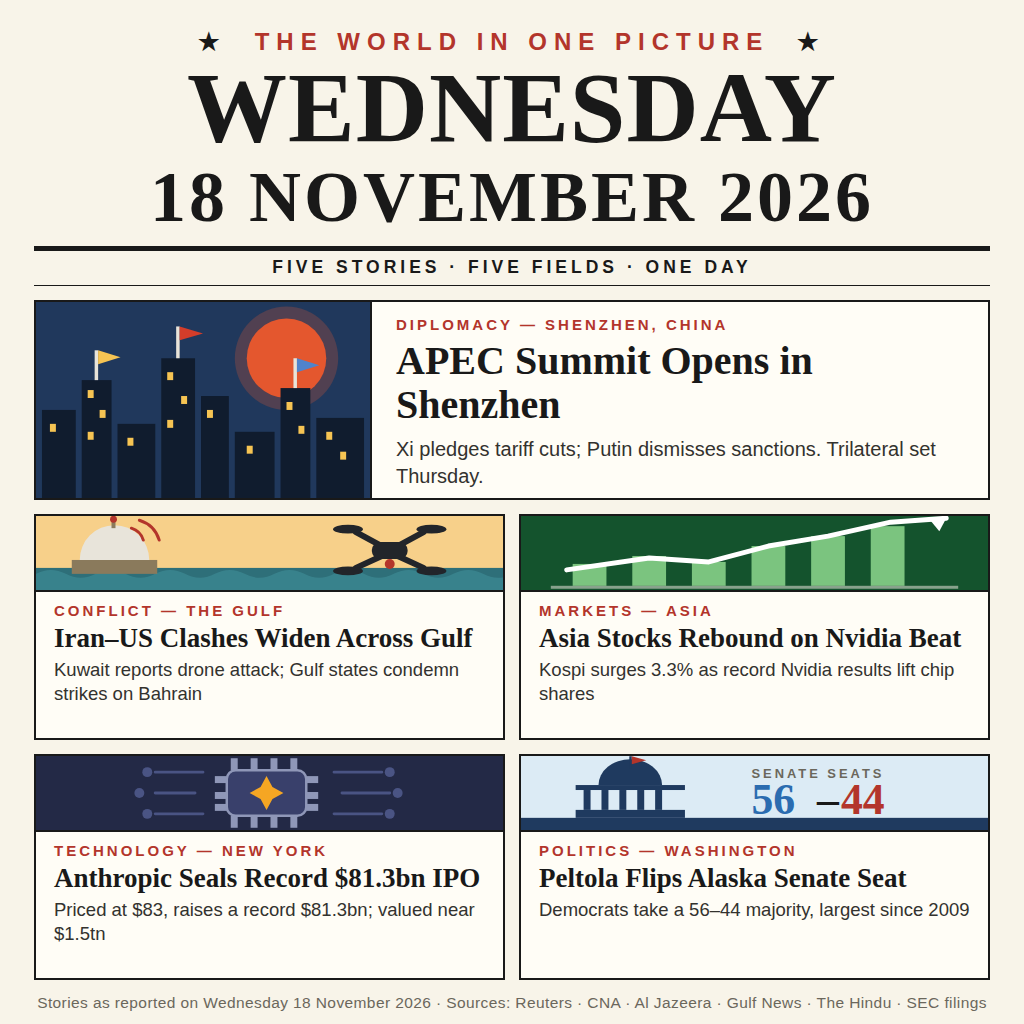 ★ THE WORLD IN ONE PICTURE ★
WEDNESDAY
18 NOVEMBER 2026
FIVE STORIES · FIVE FIELDS · ONE DAY
DIPLOMACY — SHENZHEN, CHINA
APEC Summit Opens in
Shenzhen
Xi pledges tariff cuts; Putin dismisses sanctions. Trilateral set
Thursday.
CONFLICT — THE GULF
Iran–US Clashes Widen Across Gulf
Kuwait reports drone attack; Gulf states condemn
strikes on Bahrain
MARKETS — ASIA
Asia Stocks Rebound on Nvidia Beat
Kospi surges 3.3% as record Nvidia results lift chip
shares
TECHNOLOGY — NEW YORK
Anthropic Seals Record $81.3bn IPO
Priced at $83, raises a record $81.3bn; valued near
$1.5tn
SENATE SEATS
56 –44
POLITICS — WASHINGTON
Peltola Flips Alaska Senate Seat
Democrats take a 56–44 majority, largest since 2009
Stories as reported on Wednesday 18 November 2026 · Sources: Reuters · CNA · Al Jazeera · Gulf News · The Hindu · SEC filings